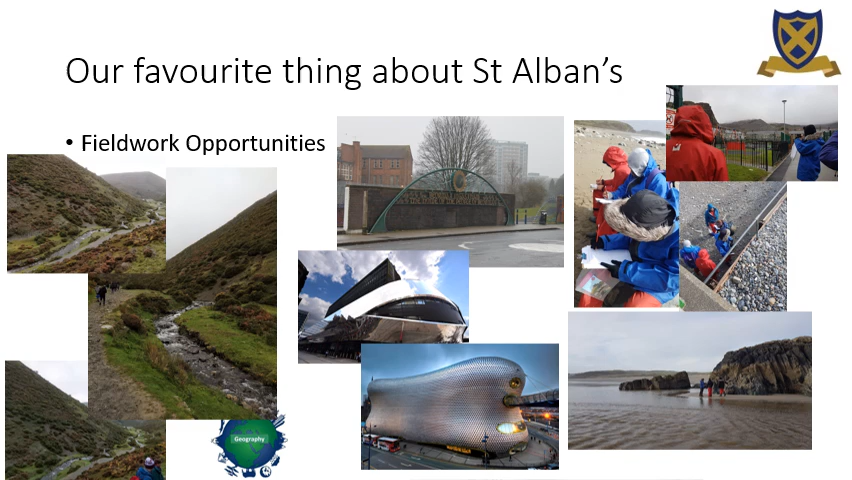 Our favourite thing about St Alban’s
• Fieldwork Opportunities
Geography